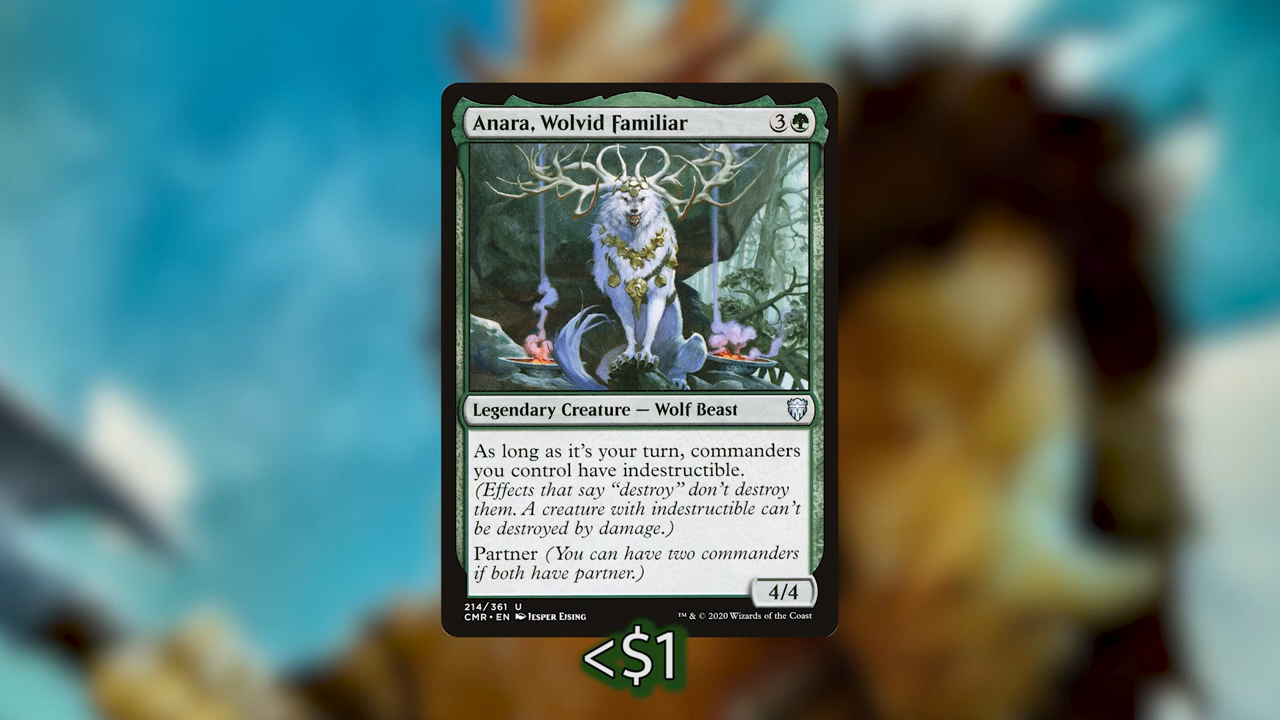 Anara, Wolvid Familiar 3
Legendary Creature — Wolf Beast
As long as it's your turn, commanders
you control have indestructible.
(Effects that say "destroy" don't destroy
them. A creature with indestructible can't
be destroyed by damage.)
Partner (You can have two commanders
if both have partner.)
4/4
214/361 U
CMR • EN Jesper Ejsing ™ & © 2020 Wizards of the Coast
<$1